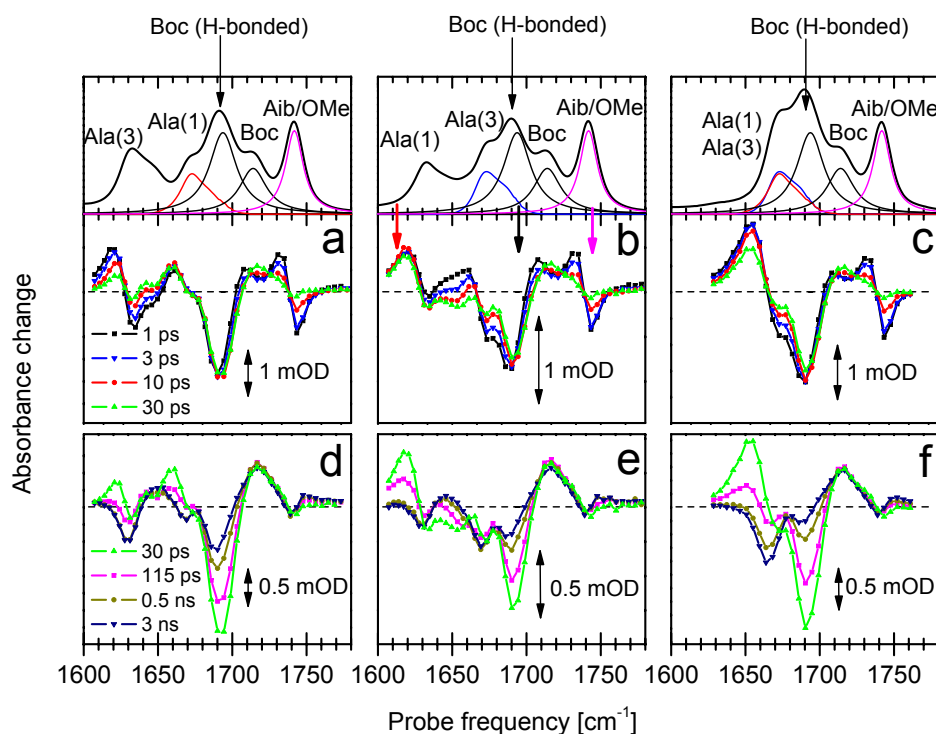 Boc (H-bonded)
Boc (H-bonded)
Boc (H-bonded)
Ala(3)
Ala(1)
Boc
Aib/OMe
Ala(1)
Ala(3)
Boc
Aib/OMe
Ala(1)
Ala(3)
Boc
Aib/OMe
a
1 ps
3 ps
10 ps
30 ps
1 mOD
b
1 mOD
c
1 mOD
d
30 ps
115 ps
0.5 ns
3 ns
0.5 mOD
e
0.5 mOD
f
0.5 mOD
Absorbance change
1600 1650 1700 1750
1600 1650 1700 1750
1600 1650 1700 1750
Probe frequency [cm⁻¹]